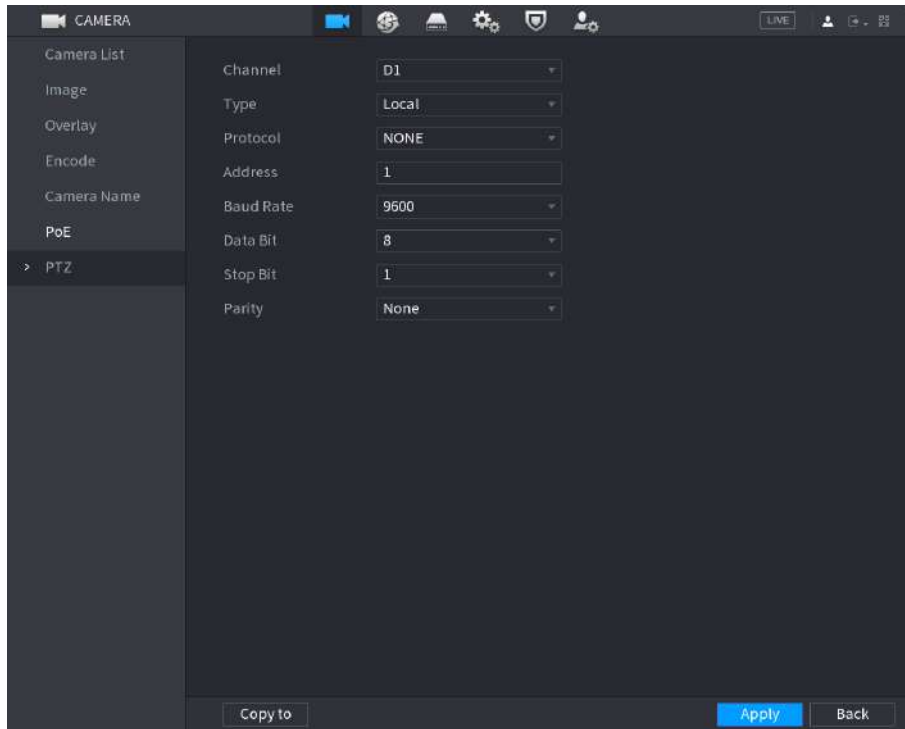 CAMERA
LIVE
Camera List
Image
Overlay
Encode
Camera Name
PoE
> PTZ
Channel D1
Type Local
Protocol NONE
Address 1
Baud Rate 9600
Data Bit 8
Stop Bit 1
Parity None
Copy to
Apply
Back